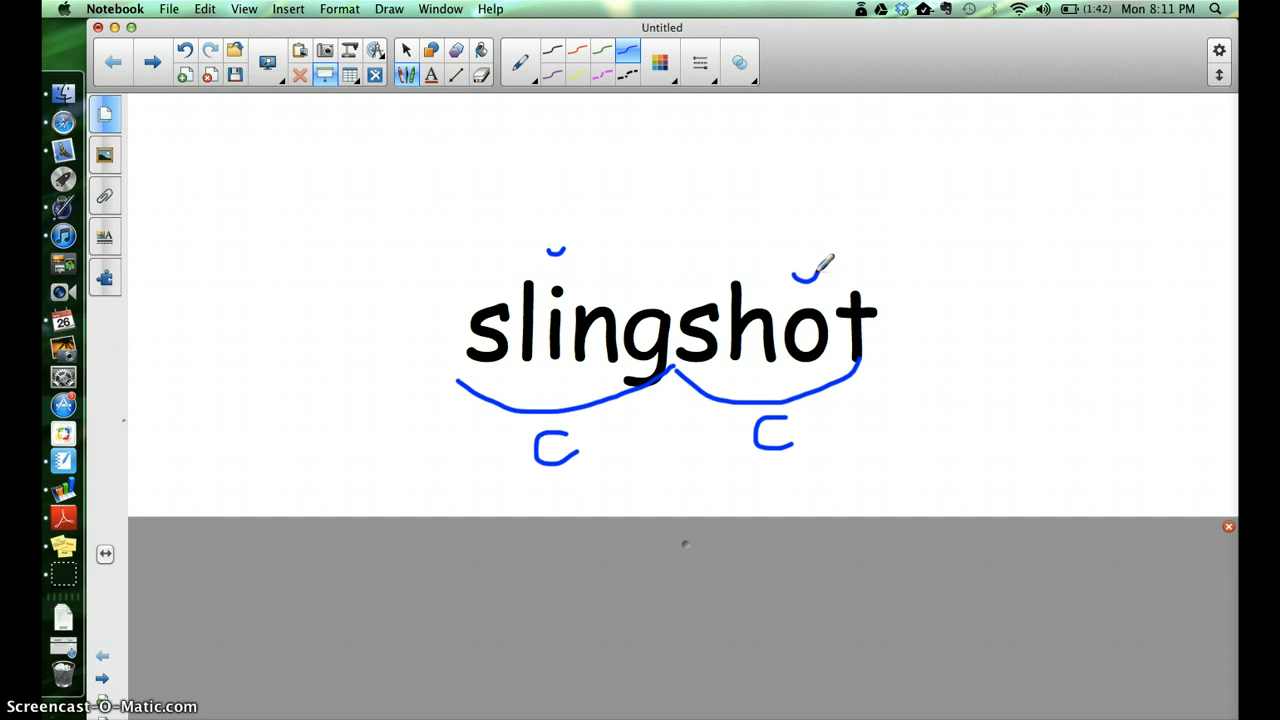 Notebook File Edit View Insert Format Draw Window Help (1:42) Mon 8:11 PM
Untitled
slingshot
C C
26
Screencast-O-Matic.com